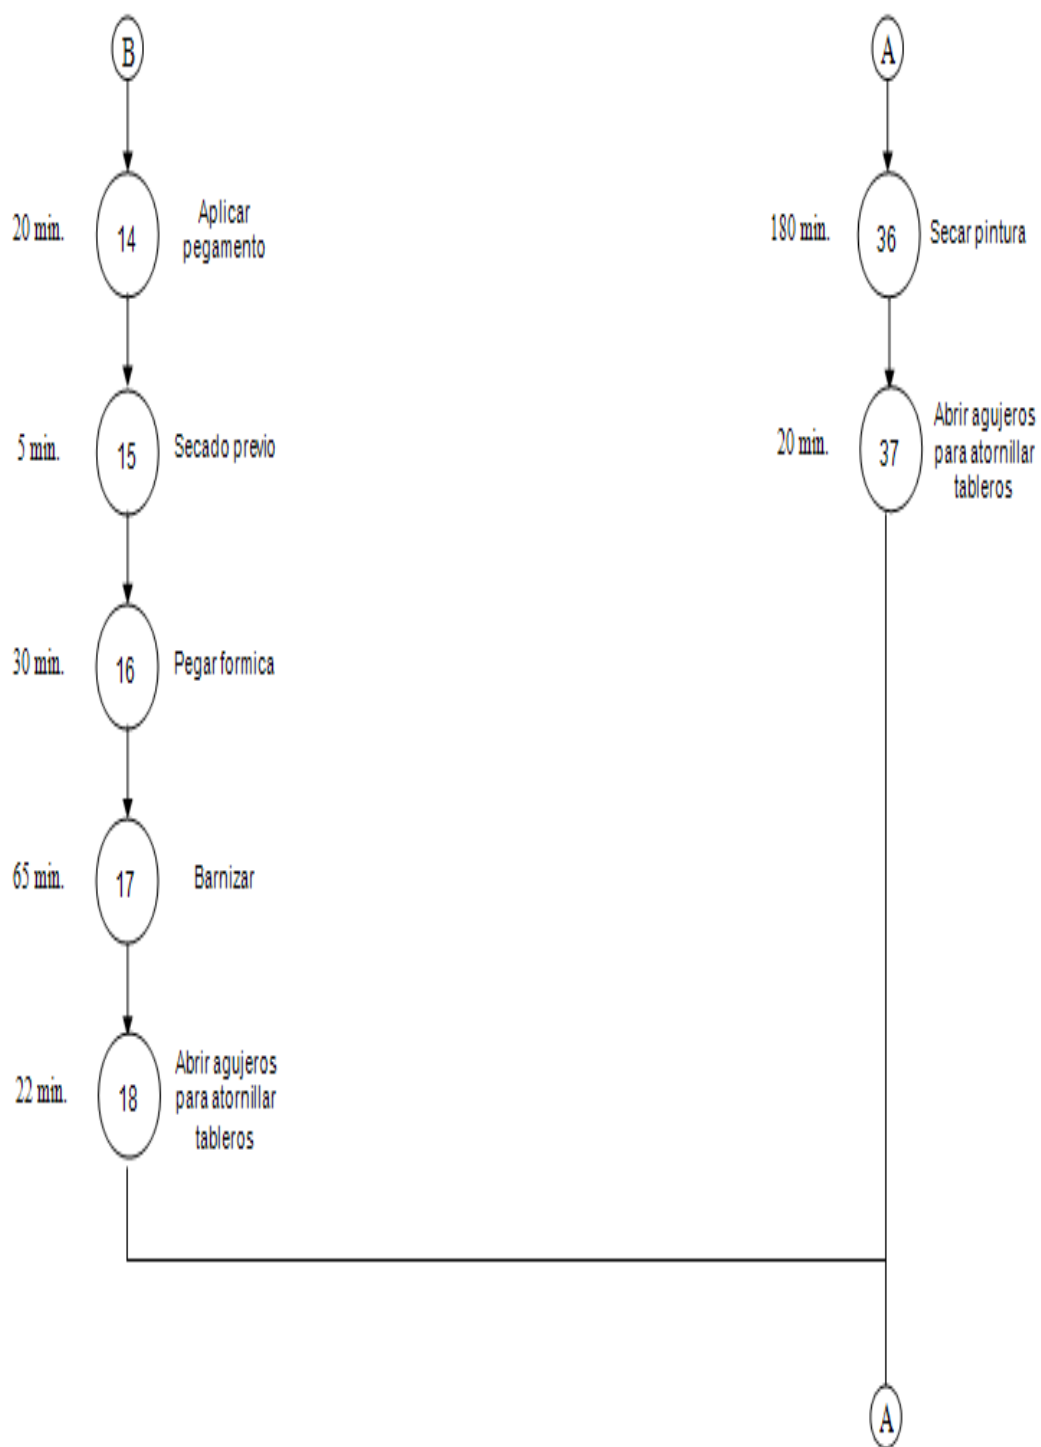 B
20 min.
14
Aplicar
pegamento
5 min.
15
Secado previo
30 min.
16
Pegar formica
65 min.
17
Barnizar
22 min.
18
Abrir agujeros
para atornillar
tableros
A
180 min.
36
Secar pintura
20 min.
37
Abrir agujeros
para atornillar
tableros
A